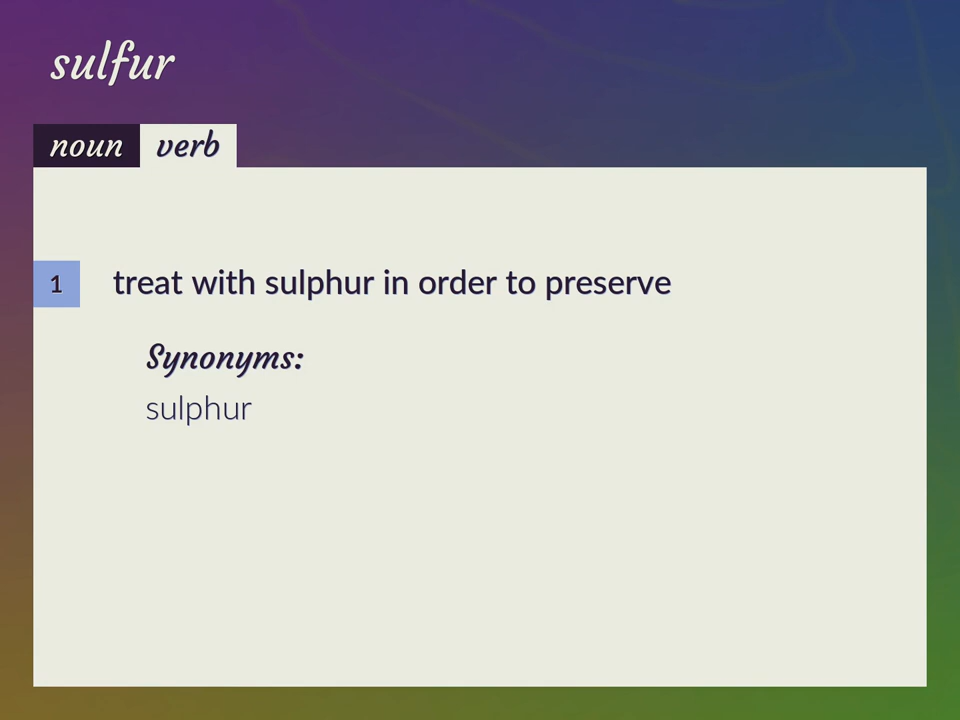 sulfur
noun verb
1 treat with sulphur in order to preserve
Synonyms:
sulphur